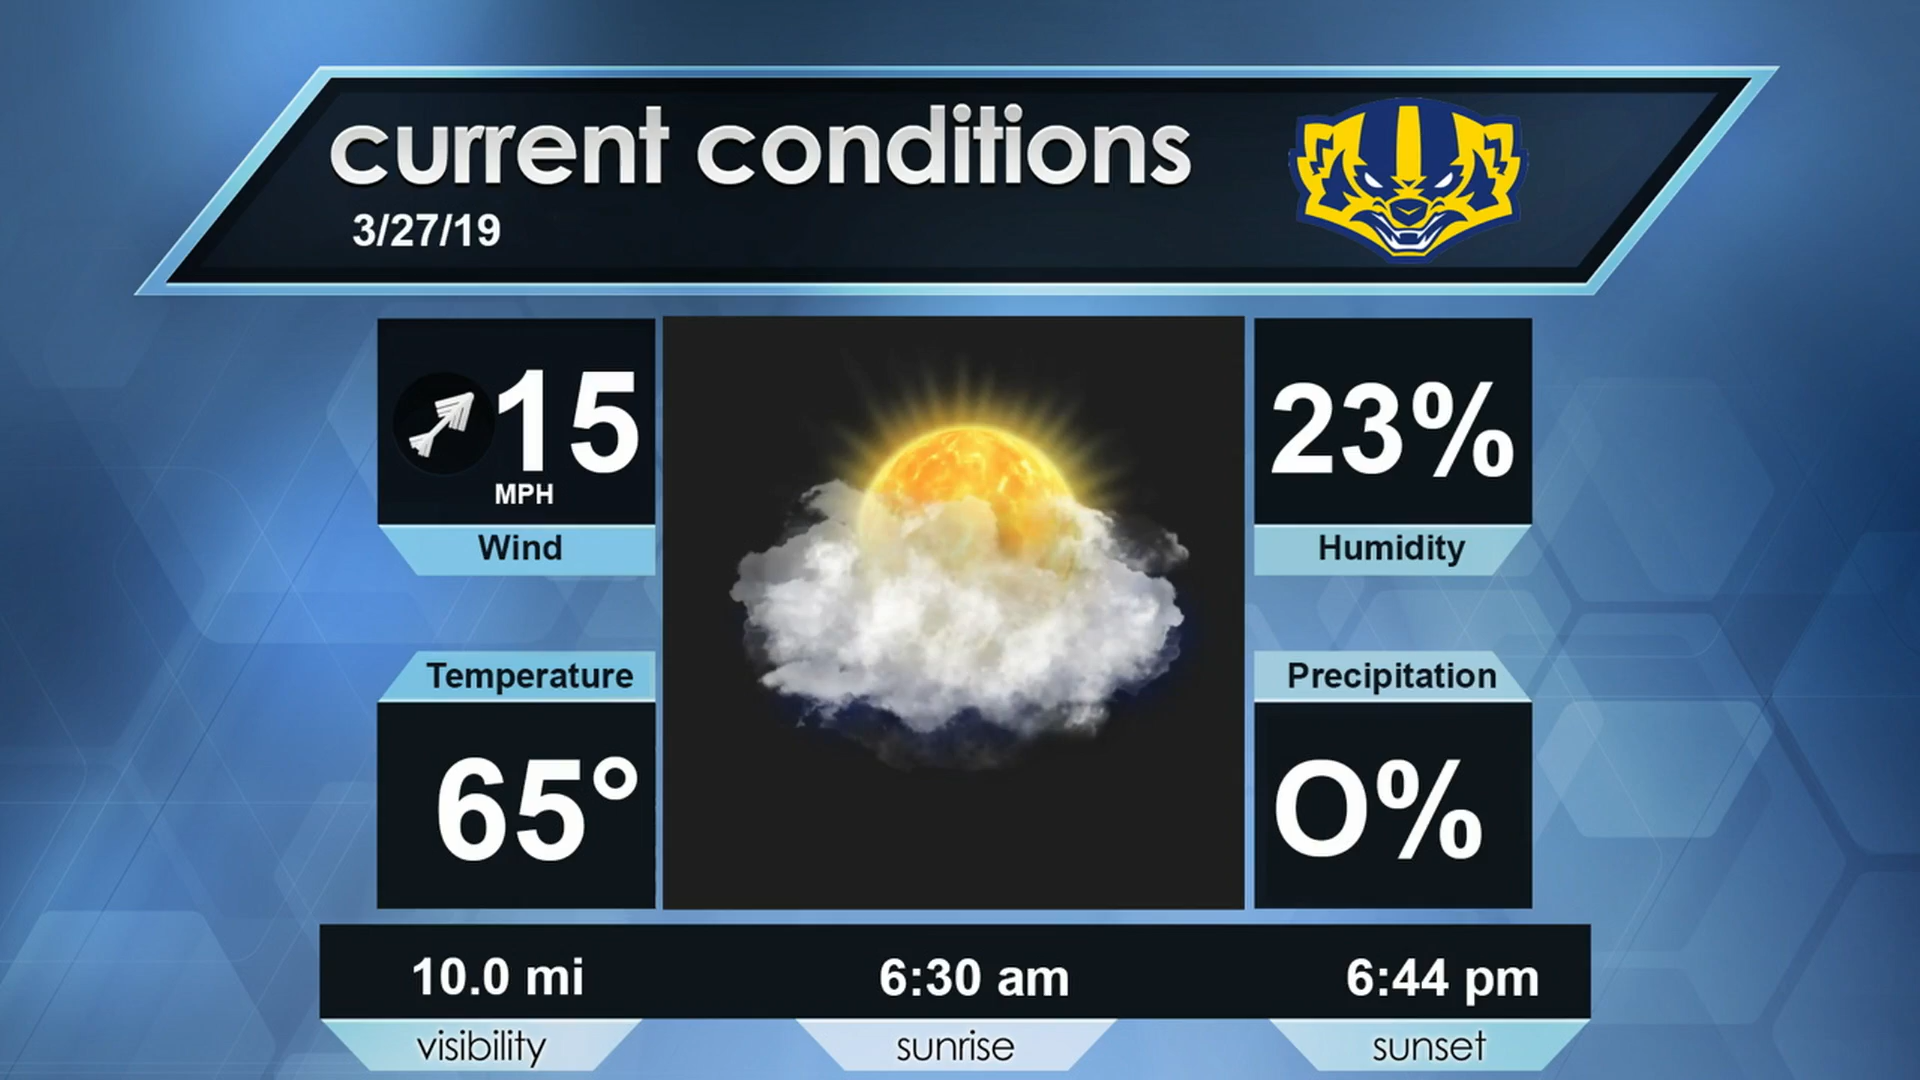 current conditions
3/27/19
15
MPH
Wind
23%
Humidity
Temperature
65°
Precipitation
0%
10.0 mi
6:30 am
6:44 pm
visibility
sunrise
sunset